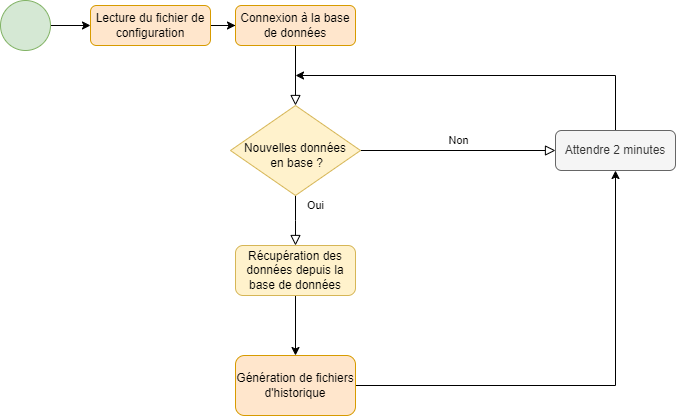 Lecture du fichier de
configuration
Connexion à la base
de données
Nouvelles données
en base ?
Non
Attendre 2 minutes
Oui
Récupération des
données depuis la
base de données
Génération de fichiers
d'historique